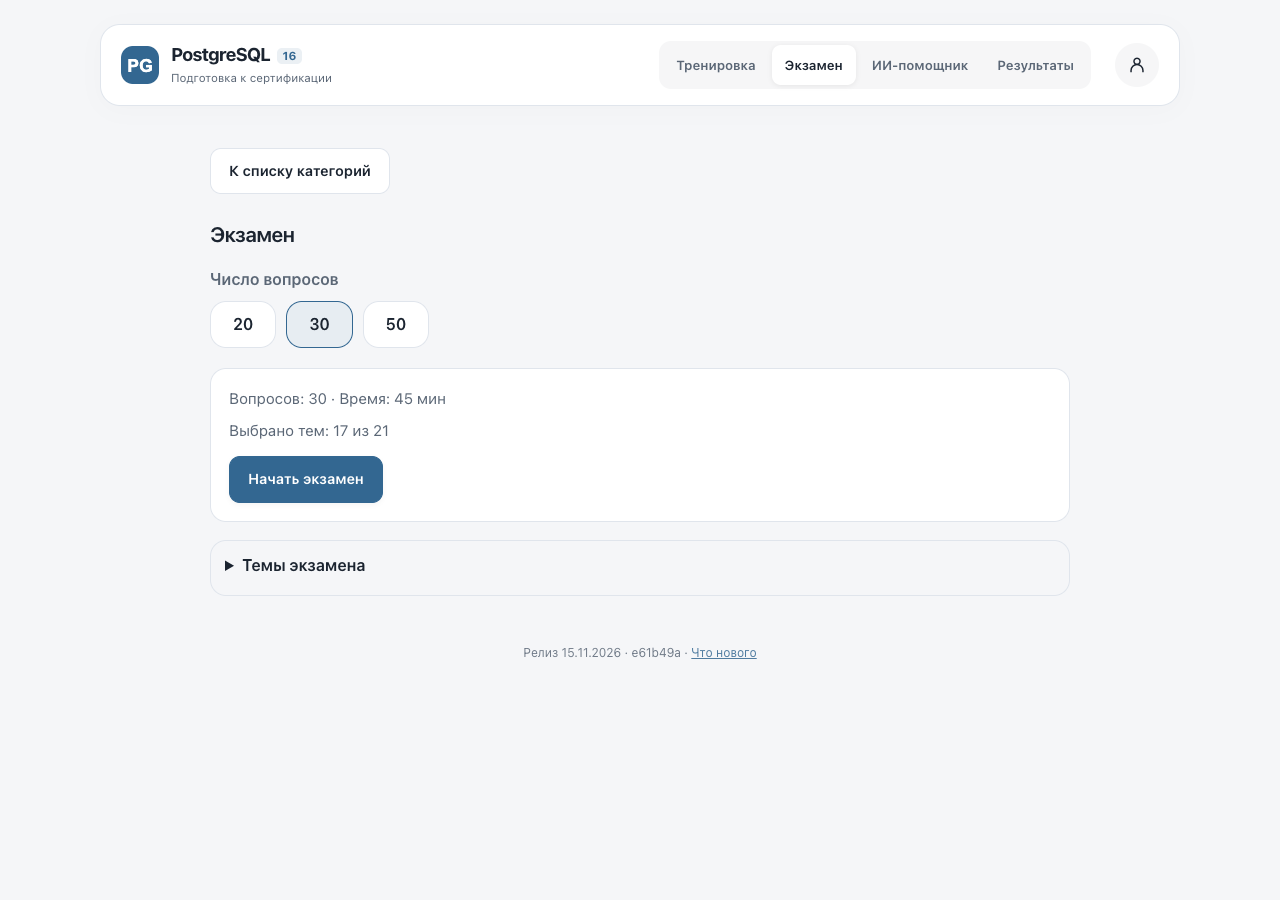 PG
PostgreSQL 16
Подготовка к сертификации
Тренировка
Экзамен
ИИ-помощник
Результаты
К списку категорий
Экзамен
Число вопросов
20
30
50
Вопросов: 30 · Время: 45 мин
Выбрано тем: 17 из 21
Начать экзамен
Темы экзамена
Релиз 15.11.2026 · e61b49a · Что нового